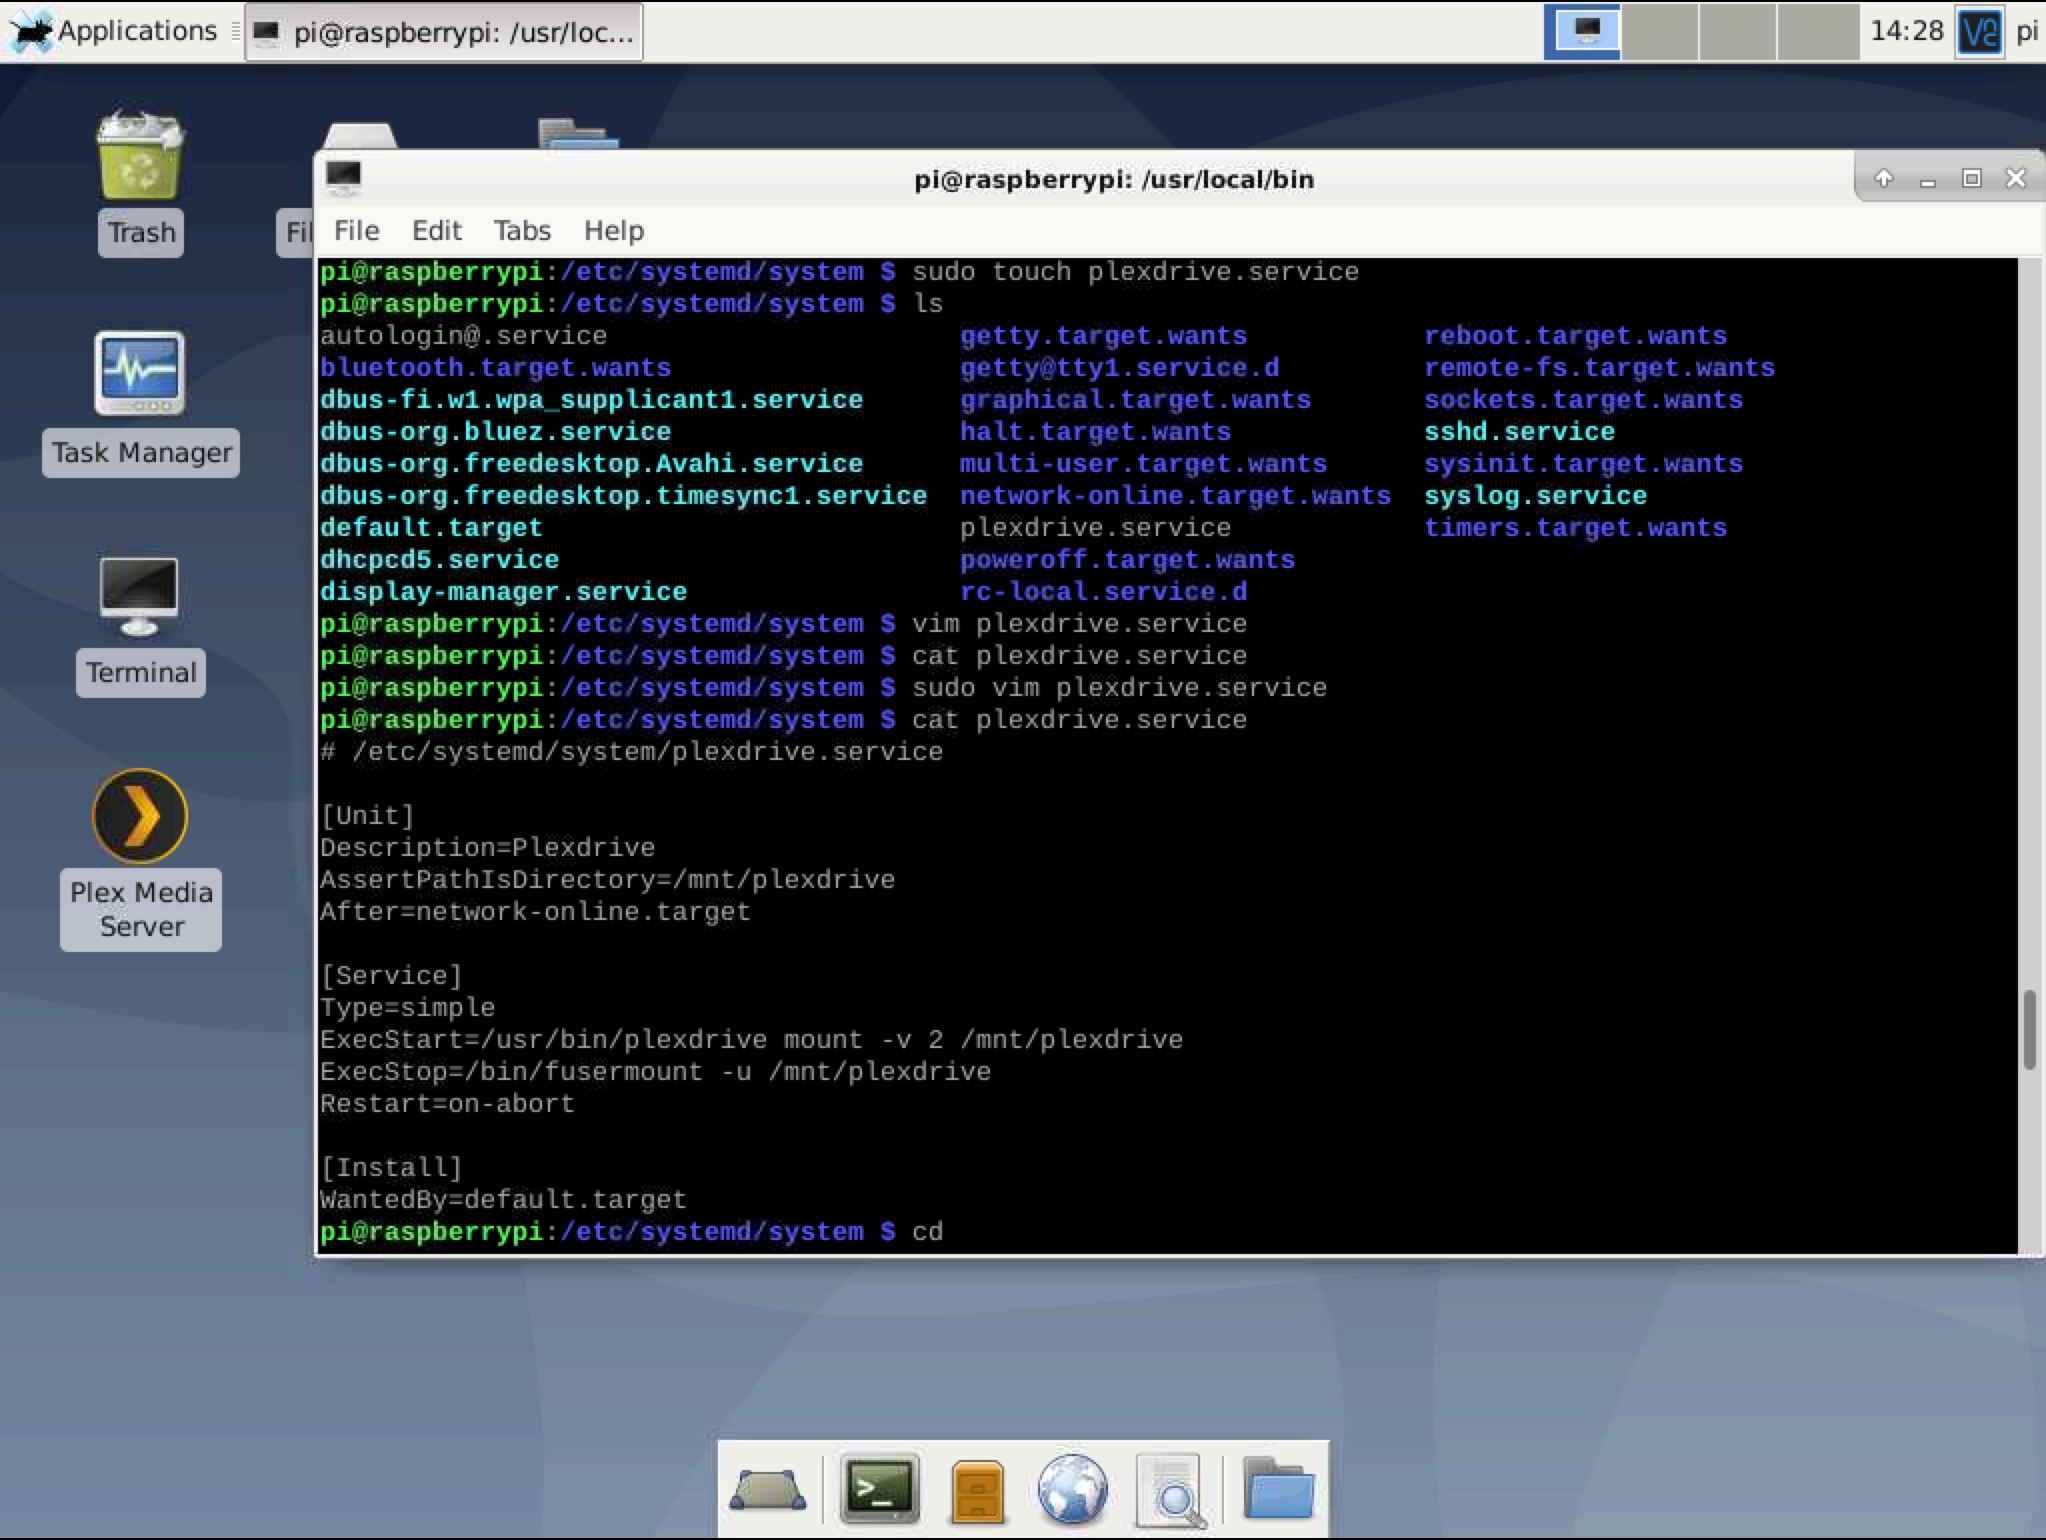 Applications
pi@raspberrypi: /usr/loc...
14:28
pi
Trash
Fil
Task Manager
Terminal
Plex Media
Server
pi@raspberrypi: /usr/local/bin
File Edit Tabs Help
pi@raspberrypi:/etc/systemd/system $ sudo touch plexdrive.service
pi@raspberrypi:/etc/systemd/system $ ls
autologin@.service getty.target.wants reboot.target.wants
bluetooth.target.wants getty@tty1.service.d remote-fs.target.wants
dbus-fi.w1.wpa_supplicant1.service graphical.target.wants sockets.target.wants
dbus-org.bluez.service halt.target.wants sshd.service
dbus-org.freedesktop.Avahi.service multi-user.target.wants sysinit.target.wants
dbus-org.freedesktop.timesync1.service network-online.target.wants syslog.service
default.target plexdrive.service timers.target.wants
dhcpcd5.service poweroff.target.wants
display-manager.service rc-local.service.d
pi@raspberrypi:/etc/systemd/system $ vim plexdrive.service
pi@raspberrypi:/etc/systemd/system $ cat plexdrive.service
pi@raspberrypi:/etc/systemd/system $ sudo vim plexdrive.service
pi@raspberrypi:/etc/systemd/system $ cat plexdrive.service
# /etc/systemd/system/plexdrive.service
[Unit]
Description=Plexdrive
AssertPathIsDirectory=/mnt/plexdrive
After=network-online.target
[Service]
Type=simple
ExecStart=/usr/bin/plexdrive mount -v 2 /mnt/plexdrive
ExecStop=/bin/fusermount -u /mnt/plexdrive
Restart=on-abort
[Install]
WantedBy=default.target
pi@raspberrypi:/etc/systemd/system $ cd